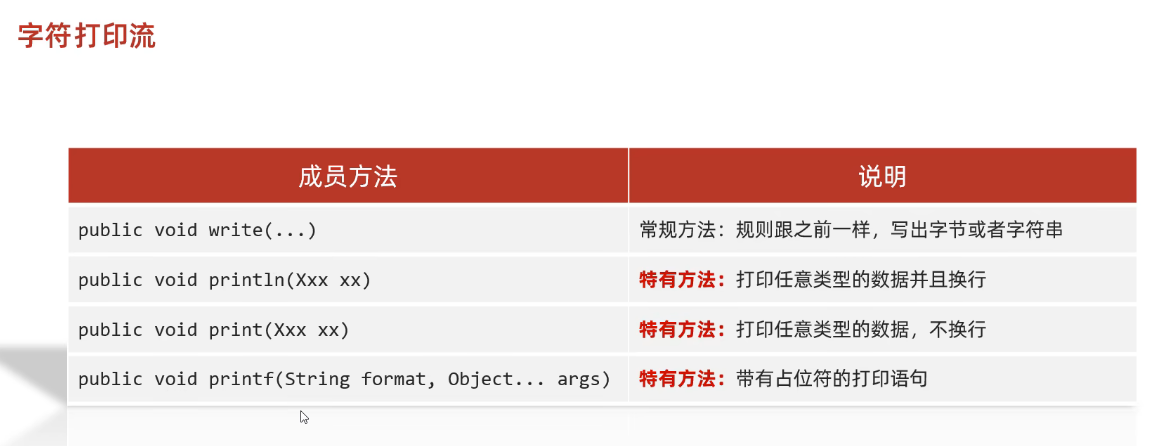 字符打印流
成员方法 说明
public void write(...) 常规方法：规则跟之前一样，写出字节或者字符串
public void println(Xxx xx) 特有方法：打印任意类型的数据并且换行
public void print(Xxx xx) 特有方法：打印任意类型的数据，不换行
public void printf(String format, Object... args) 特有方法：带有占位符的打印语句